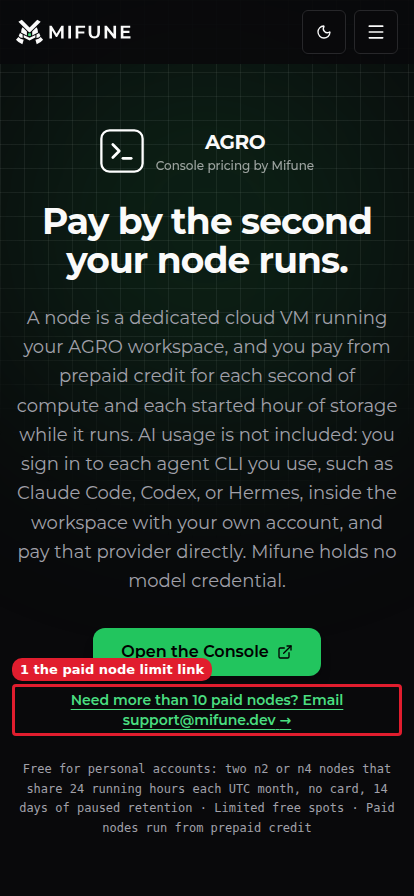 MIFUNE
AGRO
Console pricing by Mifune
Pay by the second
your node runs.
A node is a dedicated cloud VM running
your AGRO workspace, and you pay from
prepaid credit for each second of
compute and each started hour of storage
while it runs. AI usage is not included: you
sign in to each agent CLI you use, such as
Claude Code, Codex, or Hermes, inside the
workspace with your own account, and
pay that provider directly. Mifune holds no
model credential.
Open the Console
1 the paid node limit link
Need more than 10 paid nodes? Email
support@mifune.dev →
Free for personal accounts: two n2 or n4 nodes that
share 24 running hours each UTC month, no card, 14
days of paused retention · Limited free spots · Paid
nodes run from prepaid credit